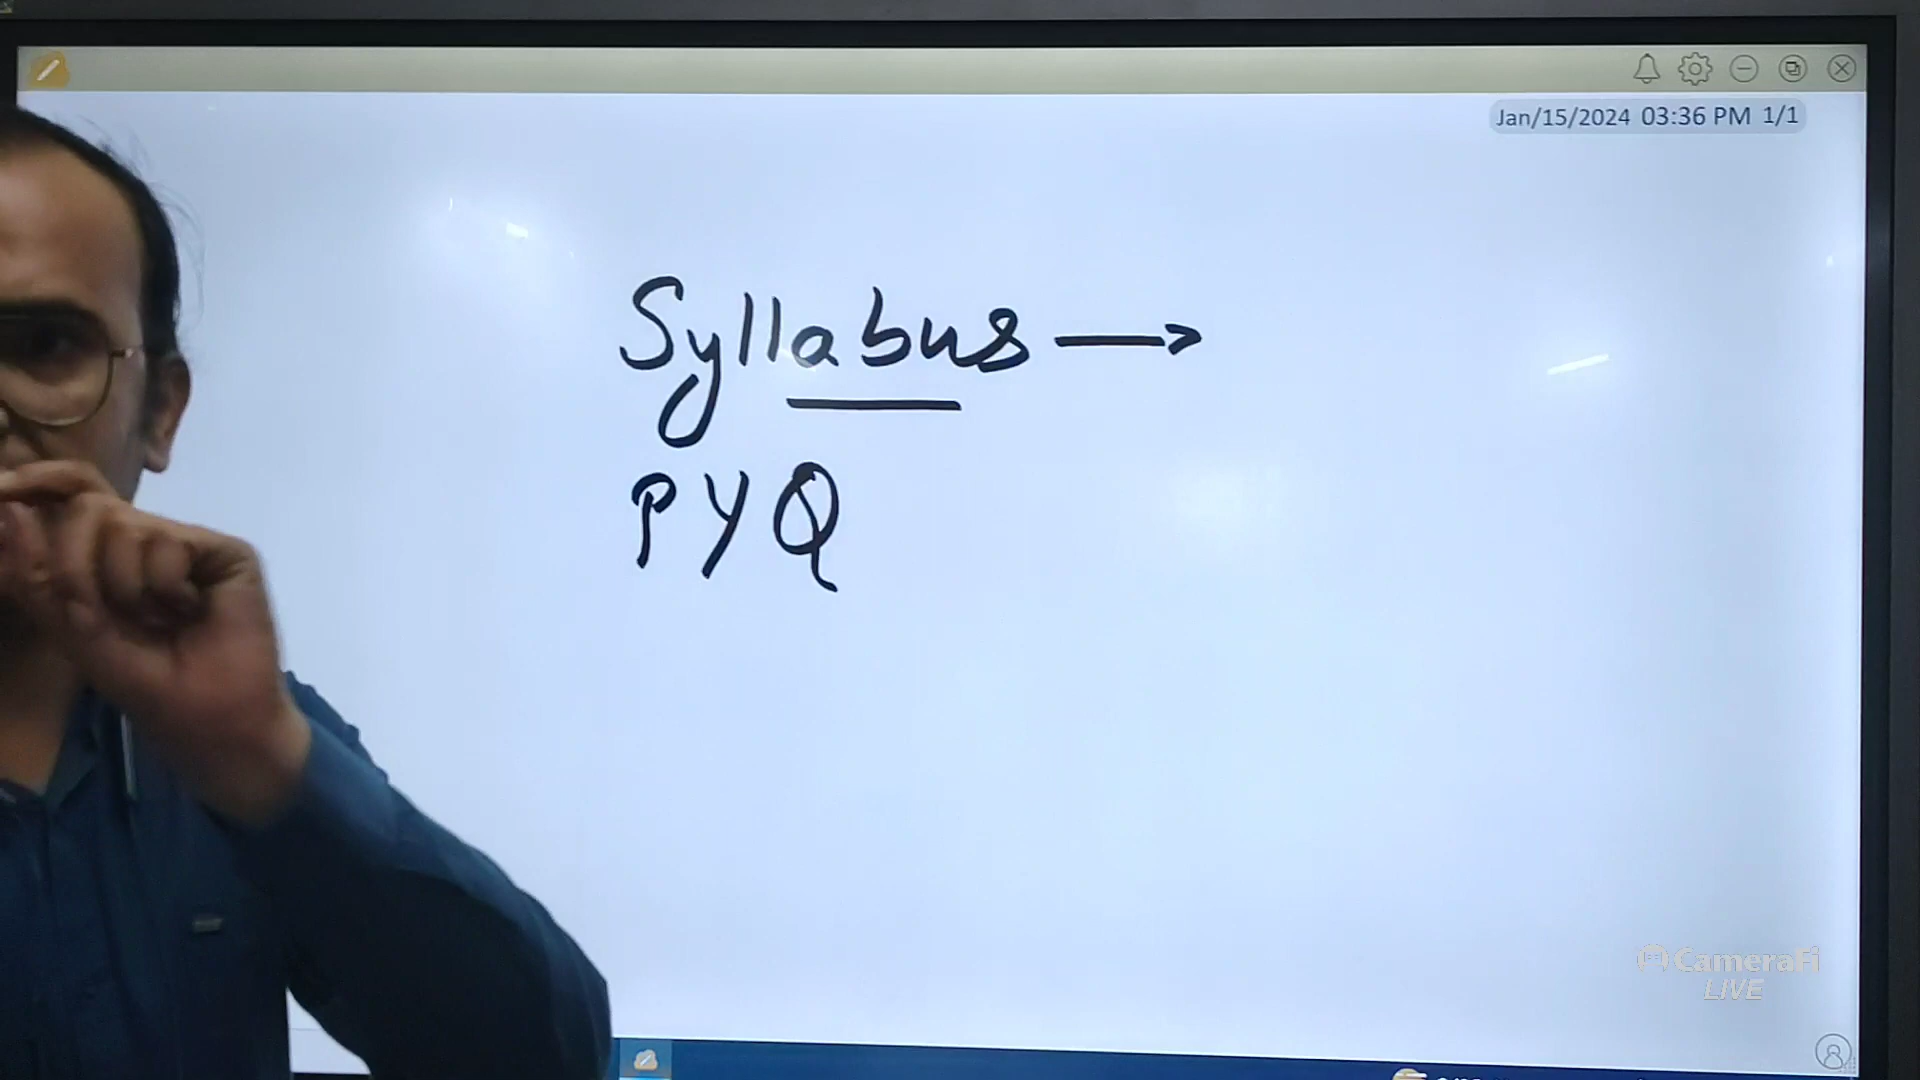 Jan/15/2024 03:36 PM 1/1
Syllabus →
PYQ
CameraFi
LIVE